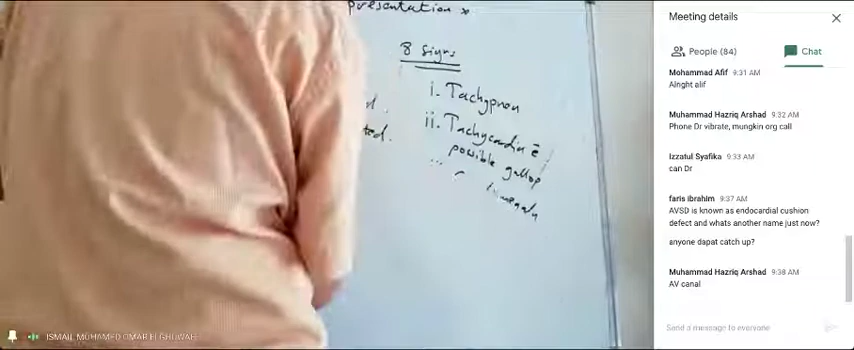 presentation
8 Signs
i. Tachypnea
ii. Tachycardia c̄
possible gallop
Meeting details
People (84)
Chat
Mohammad Afif 9:31 AM
Alright alif
Muhammad Hazriq Arshad 9:32 AM
Phone Dr vibrate, mungkin org call
Izzatul Syafika 9:33 AM
can Dr
faris ibrahim 9:37 AM
AVSD is known as endocardial cushion
defect and whats another name just now?
anyone dapat catch up?
Muhammad Hazriq Arshad 9:38 AM
AV canal
Send a message to everyone
ISMAIL MOHAMED OMAR